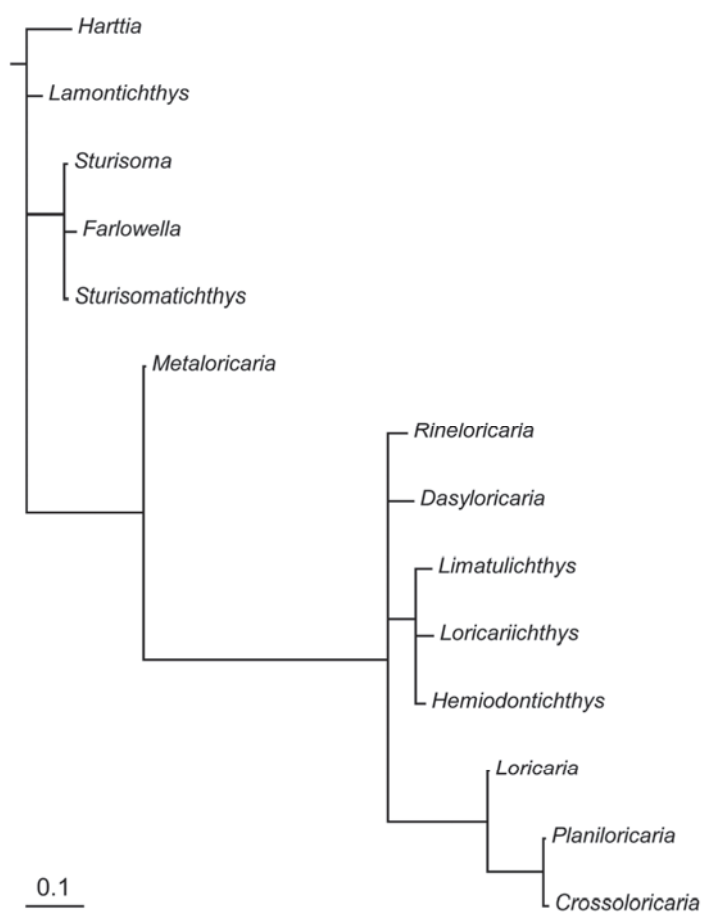 Harttia
Lamontichthys
Sturisoma
Farlowella
Sturisomatichthys
Metaloricaria
Rineloricaria
Dasyloricaria
Limatulichthys
Loricariichthys
Hemiodontichthys
Loricaria
Planiloricaria
0.1
Crossoloricaria